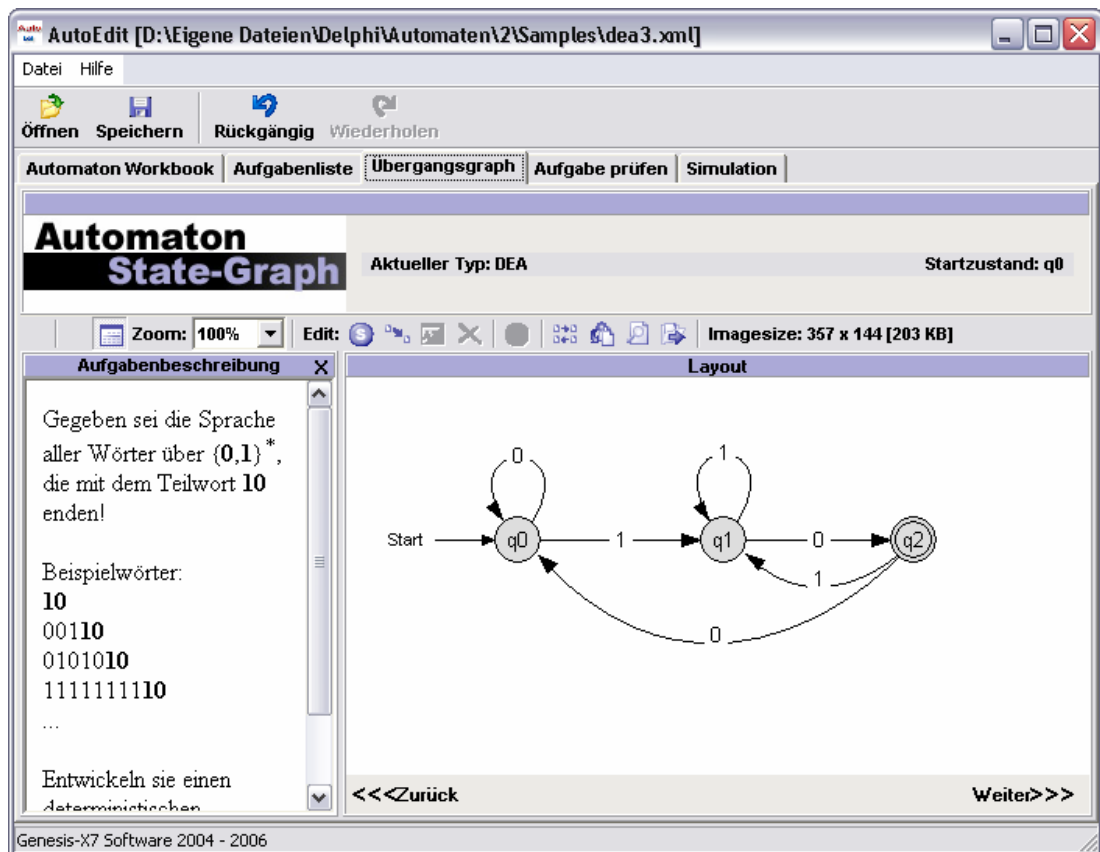 AutoEdit [D:\Eigene Dateien\Delphi\Automaten\2\Samples\dea3.xml]
Datei Hilfe
Öffnen Speichern Rückgängig Wiederholen
Automaton Workbook Aufgabenliste Übergangsgraph Aufgabe prüfen Simulation
Automaton
State-Graph
Aktueller Typ: DEA Startzustand: q0
Zoom: 100% Edit: Imagesize: 357 x 144 [203 KB]
Aufgabenbeschreibung X
Gegeben sei die Sprache
aller Wörter über {0,1}*,
die mit dem Teilwort 10
enden!
Beispielwörter:
10
00110
0101010
11111111110
...
Entwickeln sie einen
deterministischen
Layout
0 1
Start q0 1 q1 0 q2
1
0
<<<Zurück Weiter>>>
Genesis-X7 Software 2004 - 2006